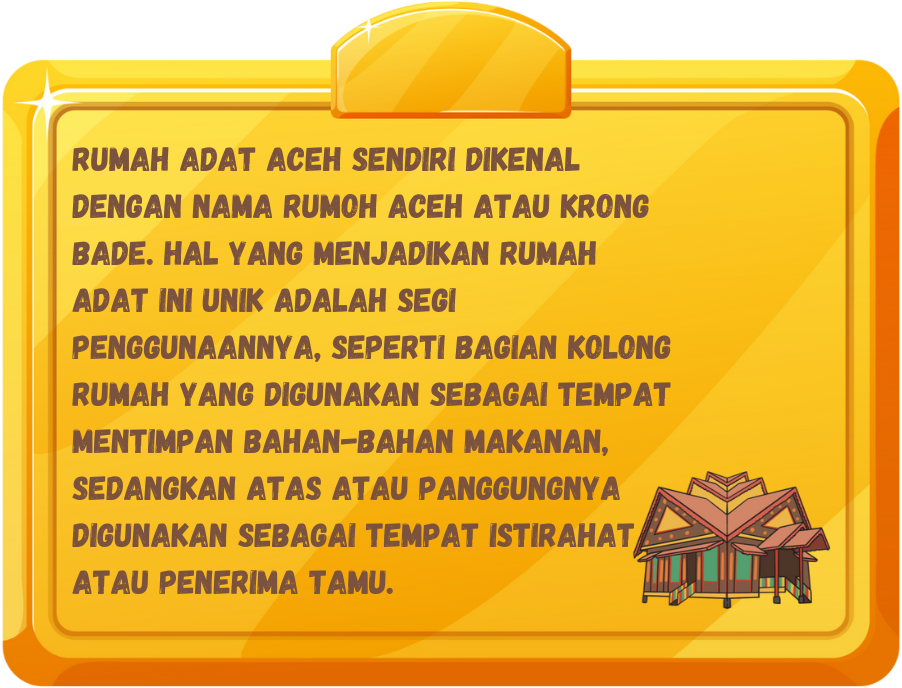 RUMAH ADAT ACEH SENDIRI DIKENAL
DENGAN NAMA RUMOH ACEH ATAU KRONG
BADE. HAL YANG MENJADIKAN RUMAH
ADAT INI UNIK ADALAH SEGI
PENGGUNAANNYA, SEPERTI BAGIAN KOLONG
RUMAH YANG DIGUNAKAN SEBAGAI TEMPAT
MENTIMPAN BAHAN-BAHAN MAKANAN,
SEDANGKAN ATAS ATAU PANGGUNGNYA
DIGUNAKAN SEBAGAI TEMPAT ISTIRAHAT
ATAU PENERIMA TAMU.